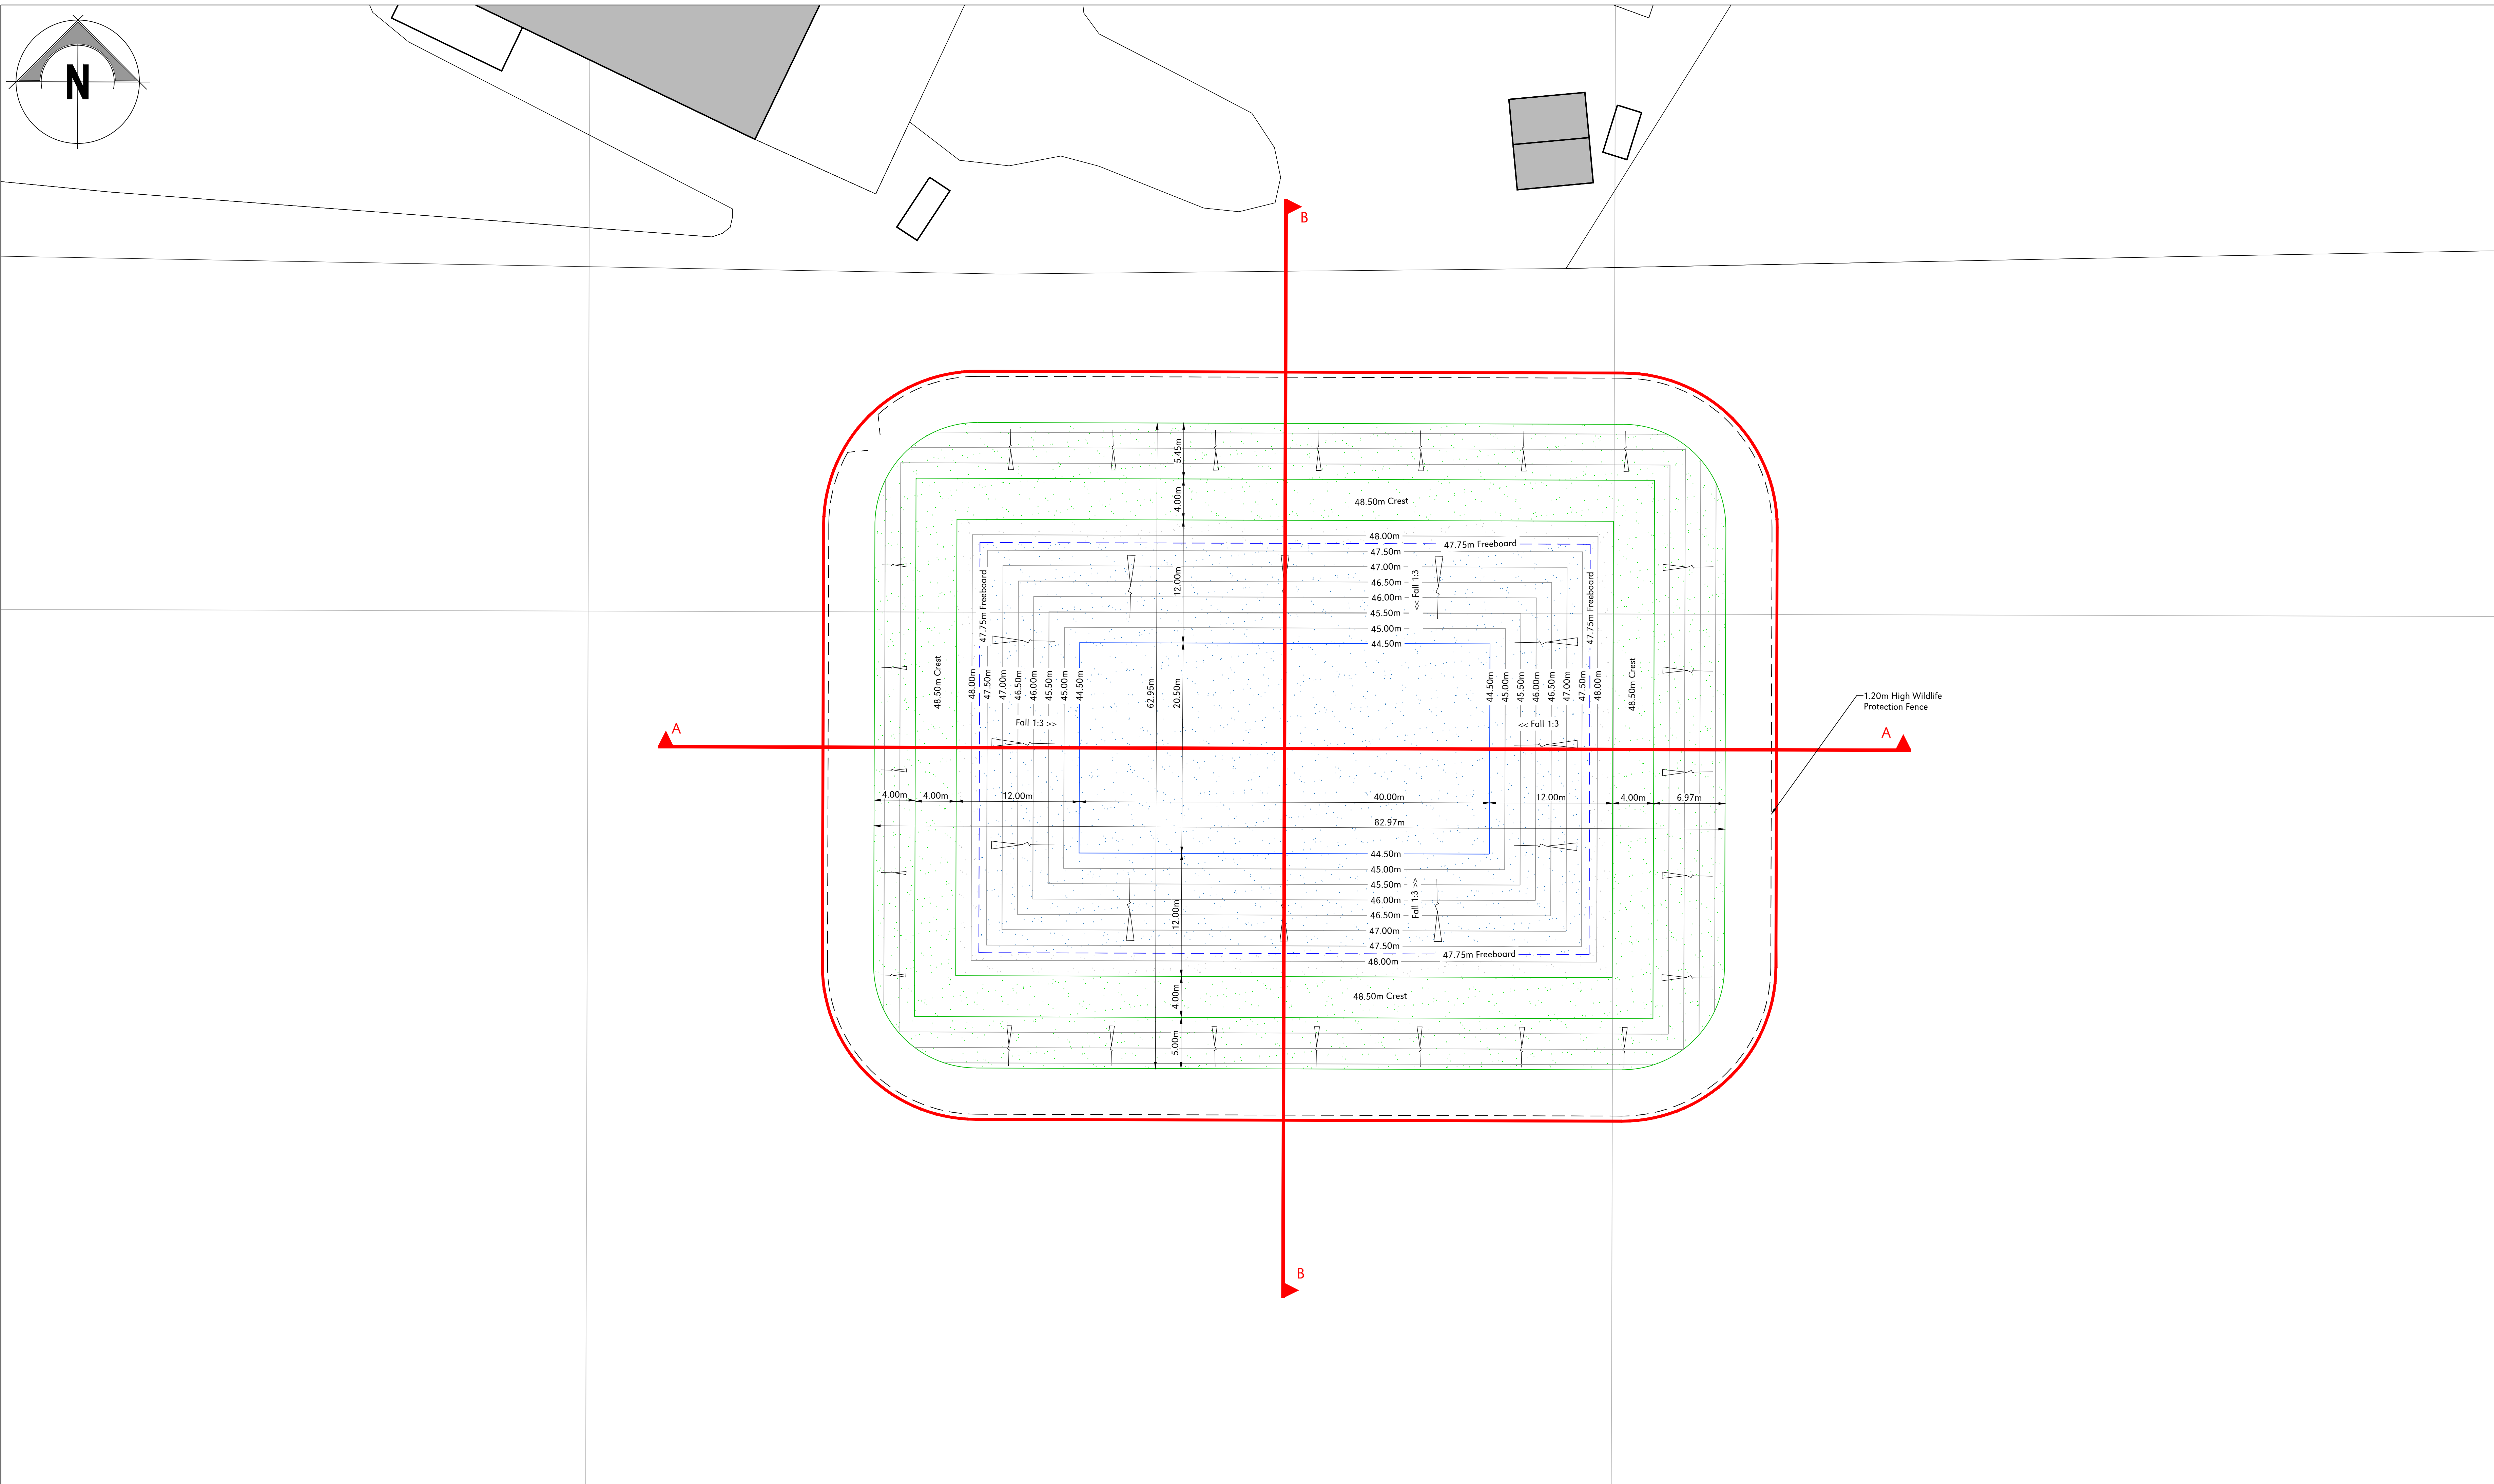 N
B
5.45m
4.00m
48.50m Crest
48.00m
47.75m Freeboard
47.50m
47.00m
46.50m
46.00m
45.50m
45.00m
44.50m
<< Fall 1:3
12.00m
47.75m Freeboard
47.75m Freeboard
48.50m Crest
48.00m
47.50m
47.00m
46.50m
46.00m
45.50m
45.00m
44.50m
62.95m
20.50m
44.50m
45.00m
45.50m
46.00m
46.50m
47.00m
47.50m
48.00m
48.50m Crest
1.20m High Wildlife
Protection Fence
Fall 1:3 >>
<< Fall 1:3
A
A
4.00m
4.00m
12.00m
40.00m
12.00m
4.00m
6.97m
82.97m
44.50m
45.00m
45.50m
46.00m
46.50m
47.00m
47.50m
47.75m Freeboard
48.00m
Fall 1:3 >>
12.00m
4.00m
48.50m Crest
5.00m
B